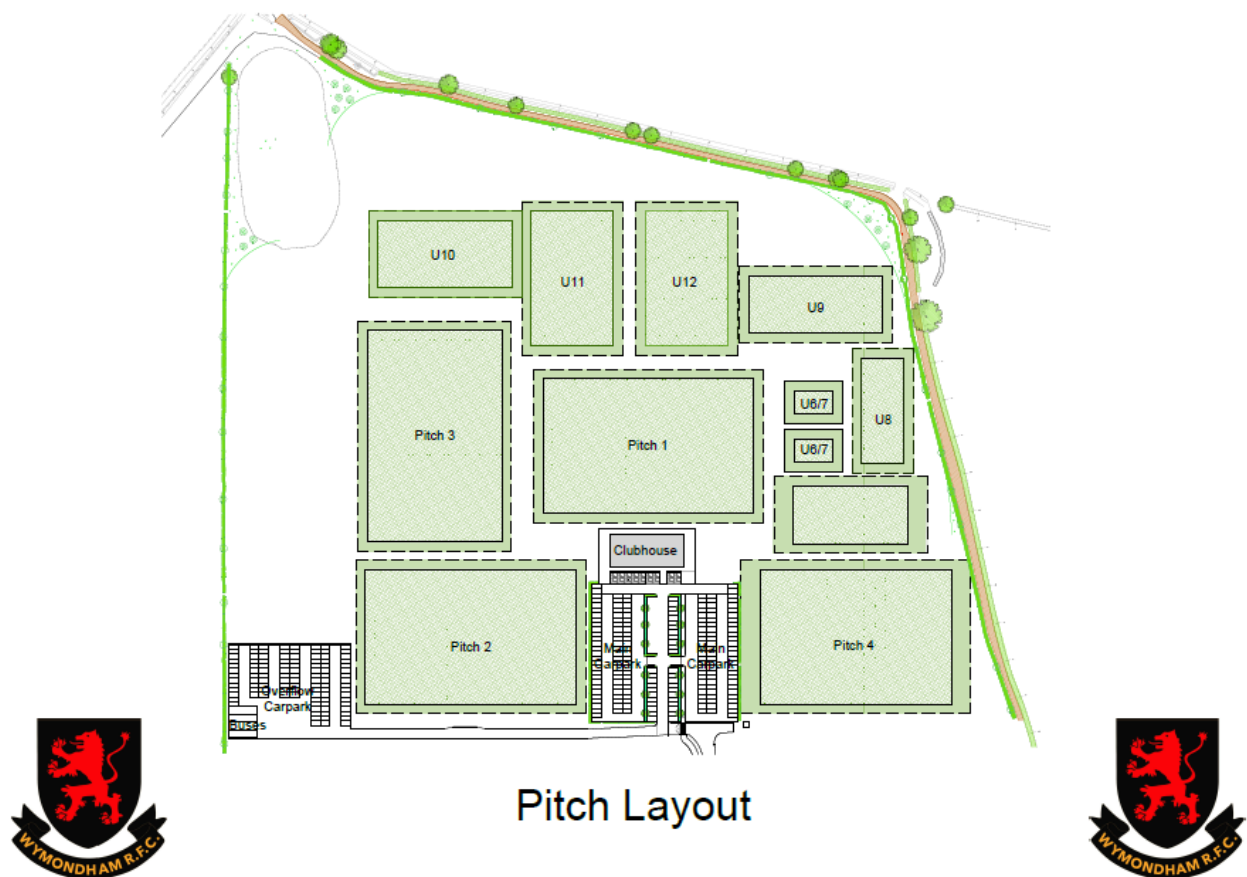 U10
U11
U12
U9
U6/7
U8
Pitch 3
Pitch 1
U6/7
Clubhouse
Pitch 2
Main
Carpark
Main
Carpark
Pitch 4
Overflow
Carpark
Buses
Pitch Layout
WYMONDHAM R.F.C.
WYMONDHAM R.F.C.